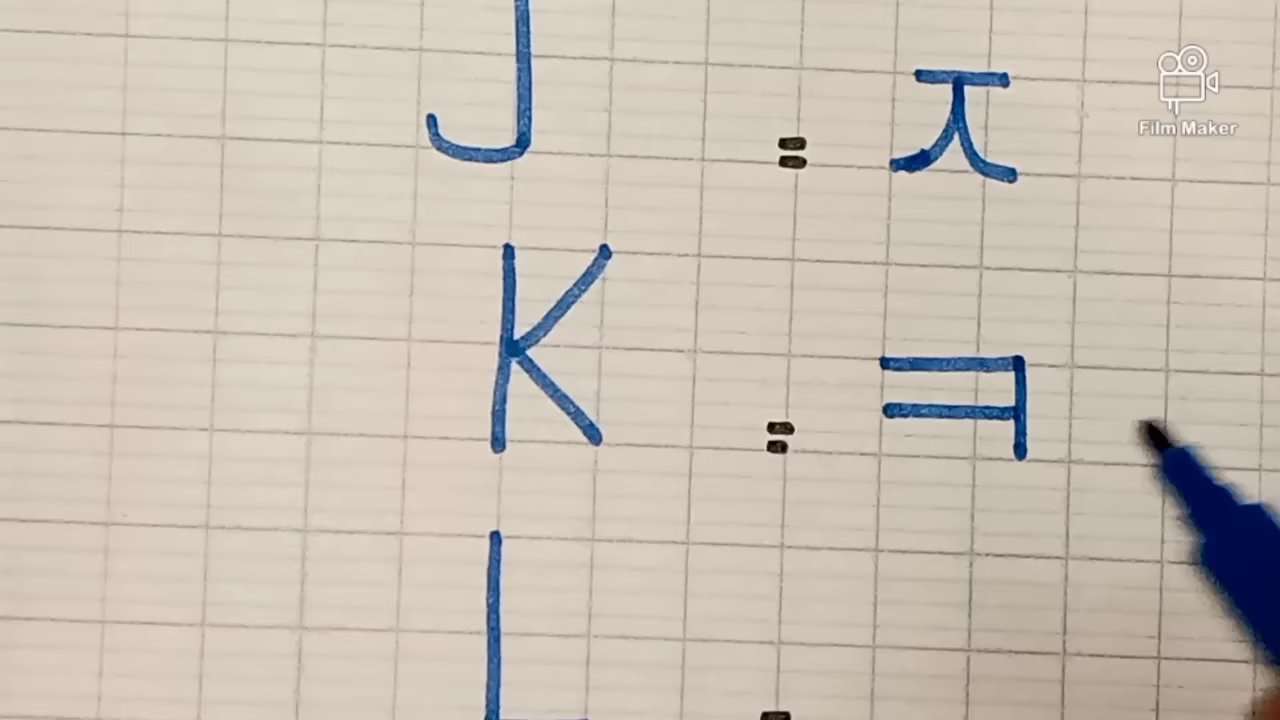 J = ㅈ
Film Maker
K = ㅋ
L